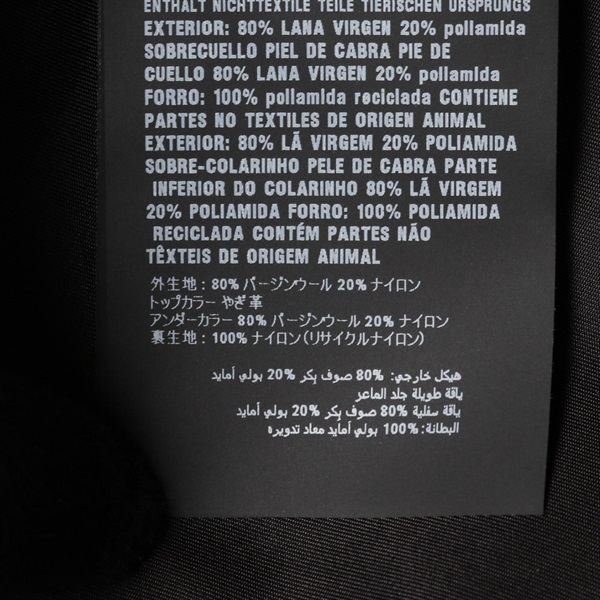 ENTHÄLT NICHTTEXTILE TEILE TIERISCHEN URSPRUNGS
EXTERIOR: 80% LANA VIRGEN 20% poliamida
SOBRECUELLO PIEL DE CABRA PIE DE
CUELLO 80% LANA VIRGEN 20% poliamida
FORRO: 100% poliamida reciclada CONTIENE
PARTES NO TEXTILES DE ORIGEN ANIMAL
EXTERIOR: 80% LÃ VIRGEM 20% POLIAMIDA
SOBRE-COLARINHO PELE DE CABRA PARTE
INFERIOR DO COLARINHO 80% LÃ VIRGEM
20% POLIAMIDA FORRO: 100% POLIAMIDA
RECICLADA CONTÉM PARTES NÃO
TÊXTEIS DE ORIGEM ANIMAL
外生地：80% バージンウール 20% ナイロン
トップカラー やぎ革
アンダーカラー 80% バージンウール 20% ナイロン
裏生地：100% ナイロン(リサイクルナイロン)
هيكل خارجي: 80% صوف بكر 20% بولي أمايد
ياقة طويلة جلد الماعز
ياقة سفلية 80% صوف بكر 20% بولي أمايد
البطانة: 100% بولي أمايد معاد تدويره